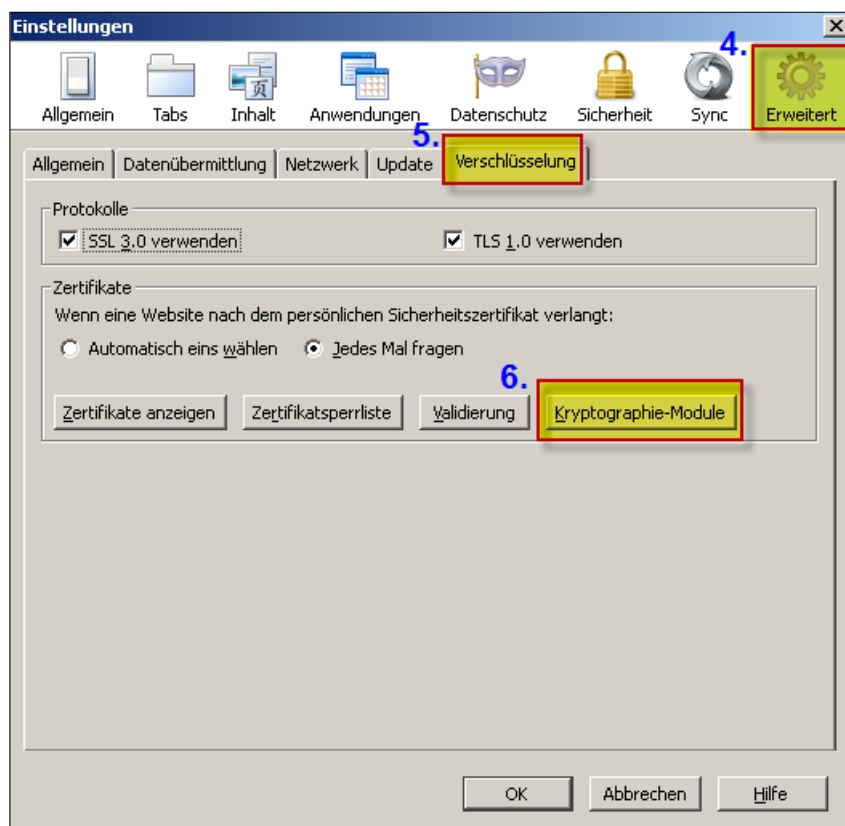 Einstellungen
4.
Allgemein Tabs Inhalt Anwendungen Datenschutz Sicherheit Sync Erweitert
5.
Allgemein Datenübermittlung Netzwerk Update Verschlüsselung
Protokolle
SSL 3.0 verwenden TLS 1.0 verwenden
Zertifikate
Wenn eine Website nach dem persönlichen Sicherheitszertifikat verlangt:
Automatisch eins wählen Jedes Mal fragen
6.
Zertifikate anzeigen Zertifikatsperrliste Validierung Kryptographie-Module
OK Abbrechen Hilfe